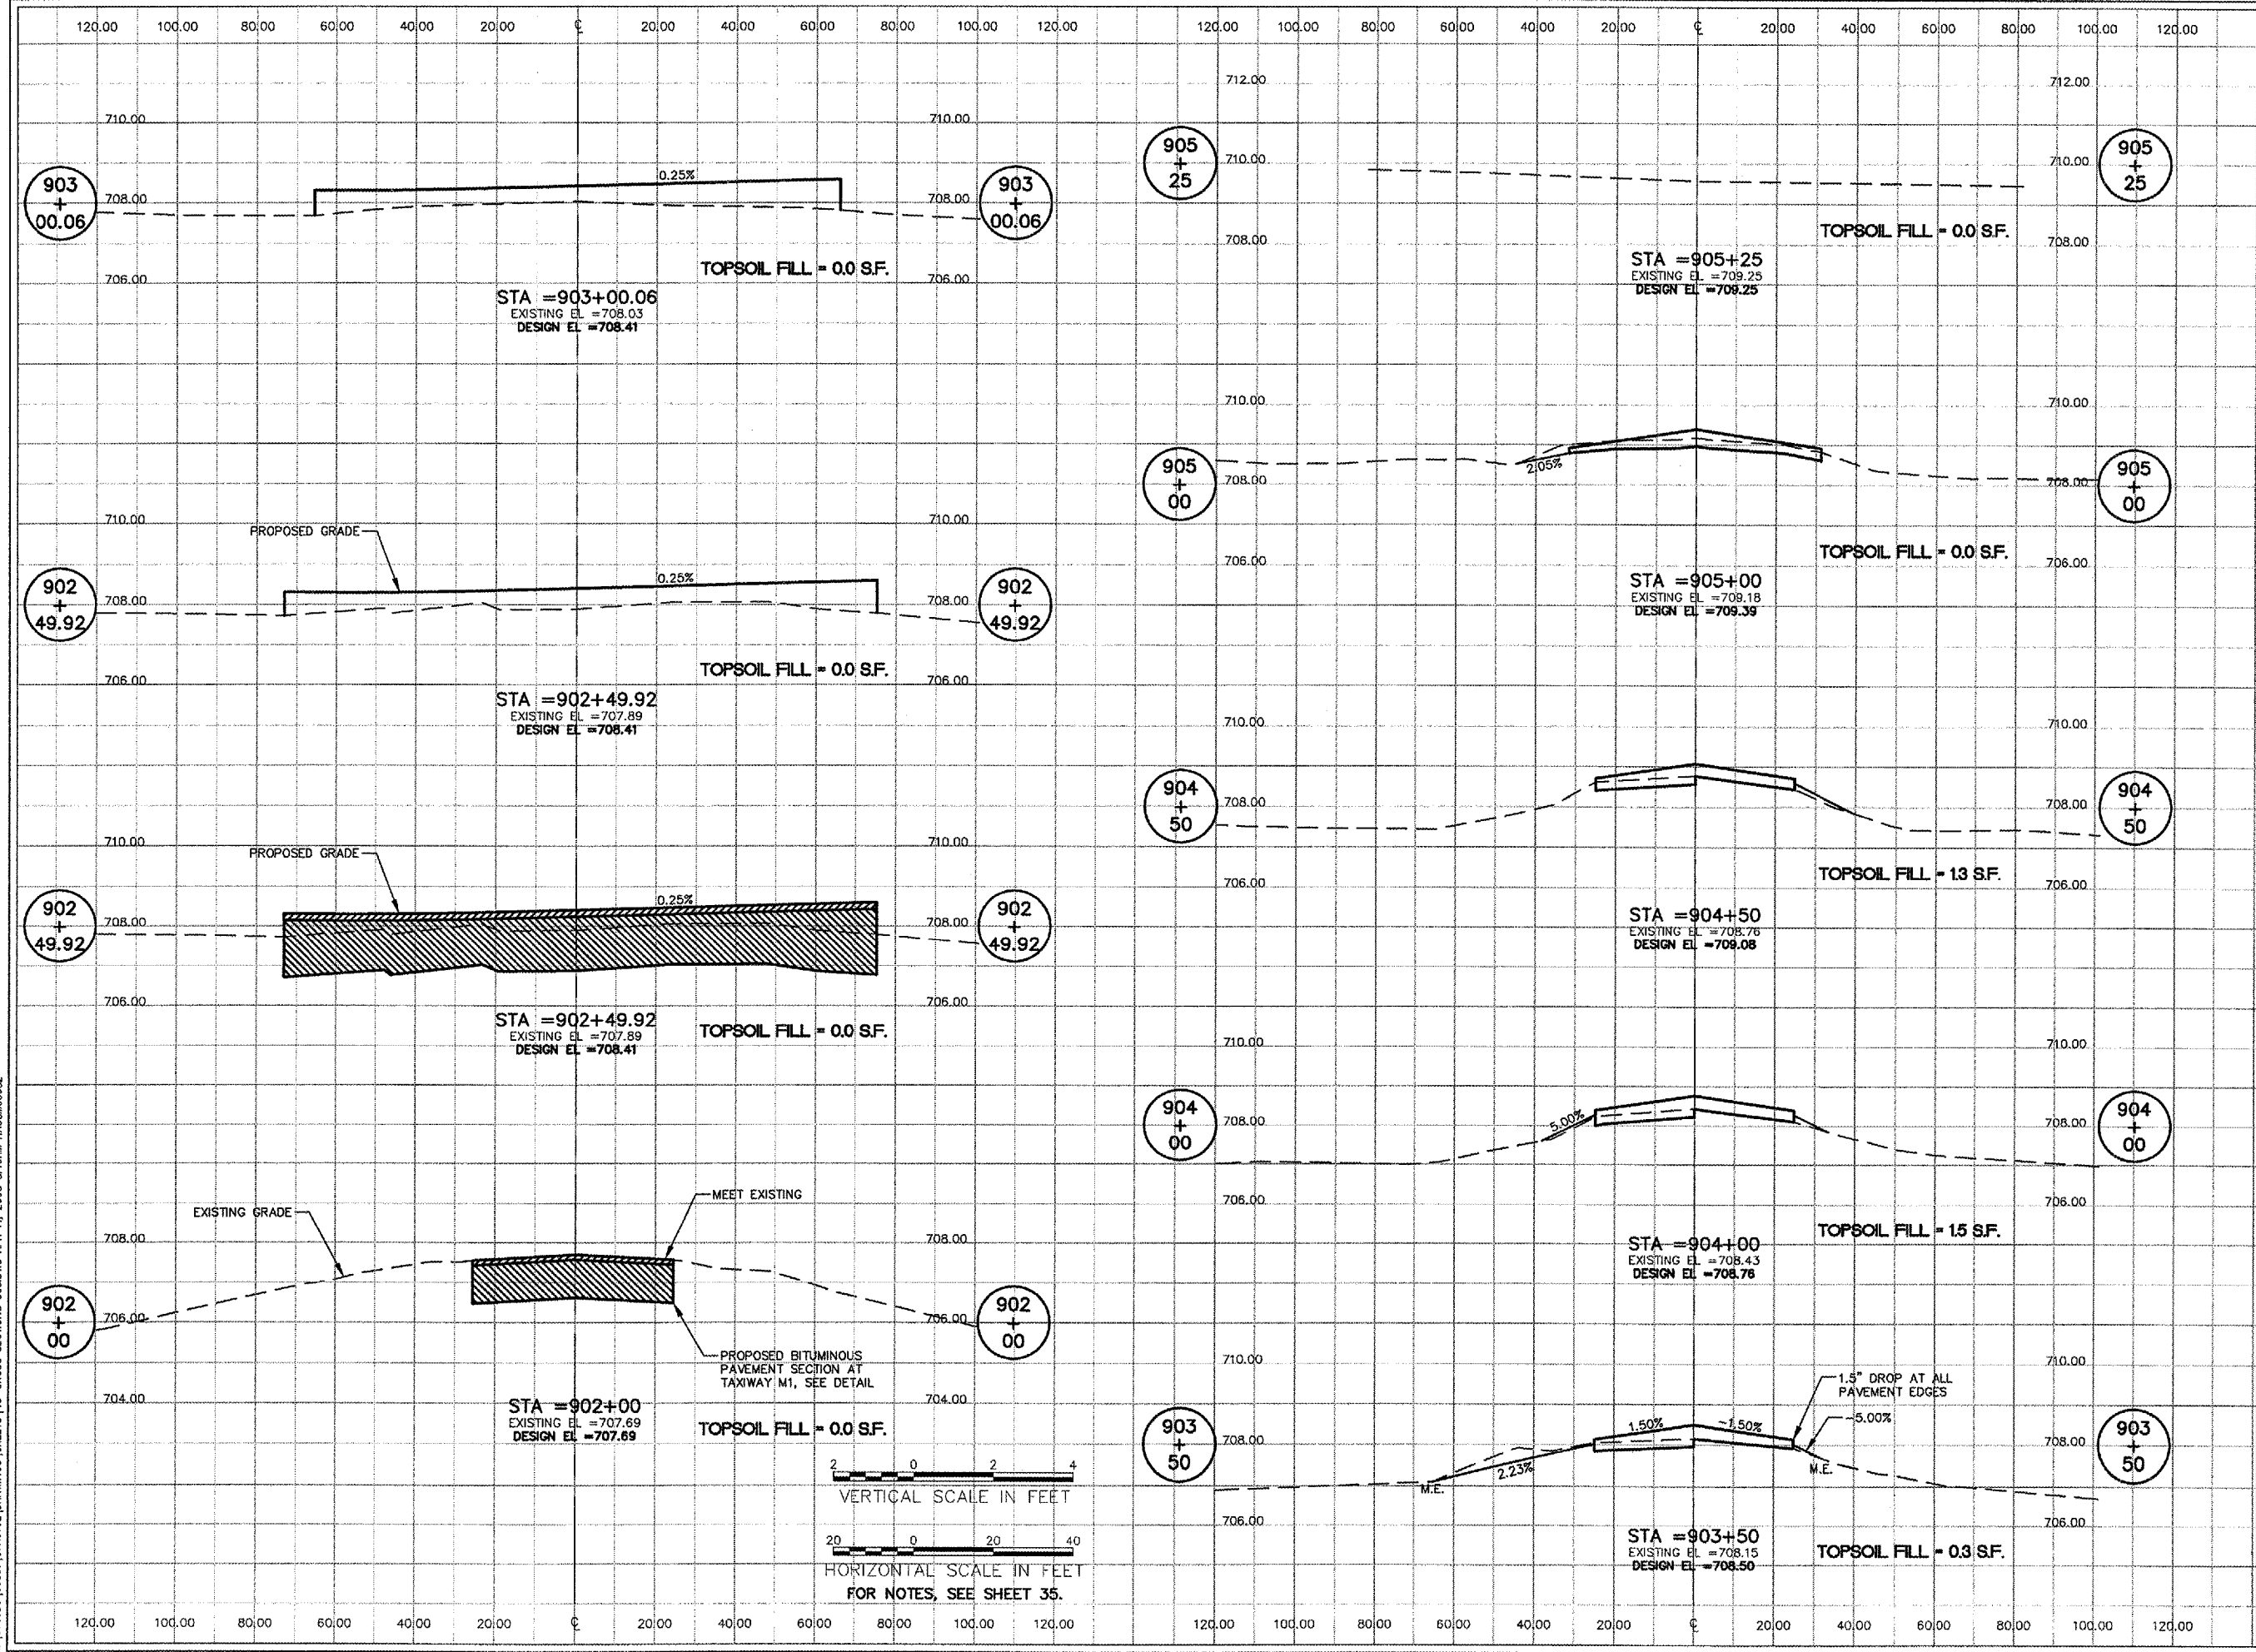 120.00 100.00 80.00 60.00 40.00 20.00 ℄ 20.00 40.00 60.00 80.00 100.00 120.00
120.00 100.00 80.00 60.00 40.00 20.00 ℄ 20.00 40.00 60.00 80.00 100.00 120.00
710.00 710.00
903
+
00.06
708.00
0.25%
708.00
903
+
00.06
TOPSOIL FILL = 0.0 S.F.
706.00 706.00
STA =903+00.06
EXISTING EL =708.03
DESIGN EL =708.41
710.00 710.00
PROPOSED GRADE
902
+
49.92
708.00
0.25%
708.00
902
+
49.92
TOPSOIL FILL = 0.0 S.F.
706.00 706.00
STA =902+49.92
EXISTING EL =707.89
DESIGN EL =708.41
710.00 710.00
PROPOSED GRADE
902
+
49.92
708.00
0.25%
708.00
902
+
49.92
706.00 706.00
STA =902+49.92
EXISTING EL =707.89
DESIGN EL =708.41
TOPSOIL FILL = 0.0 S.F.
MEET EXISTING
EXISTING GRADE
708.00 708.00
902
+
00
706.00 706.00
902
+
00
PROPOSED BITUMINOUS
PAVEMENT SECTION AT
TAXIWAY M1, SEE DETAIL
704.00 704.00
STA =902+00
EXISTING EL =707.69
DESIGN EL =707.69
TOPSOIL FILL = 0.0 S.F.
2 0 2 4
VERTICAL SCALE IN FEET
20 0 20 40
HORIZONTAL SCALE IN FEET
FOR NOTES, SEE SHEET 35.
712.00 712.00
905
+
25
710.00 710.00
905
+
25
TOPSOIL FILL = 0.0 S.F.
708.00 708.00
STA =905+25
EXISTING EL =709.25
DESIGN EL =709.25
710.00 710.00
2.05%
905
+
00
708.00 708.00
905
+
00
TOPSOIL FILL = 0.0 S.F.
706.00 706.00
STA =905+00
EXISTING EL =709.18
DESIGN EL =709.39
710.00 710.00
904
+
50
708.00 708.00
904
+
50
TOPSOIL FILL = 1.3 S.F.
706.00 706.00
STA =904+50
EXISTING EL =708.76
DESIGN EL =709.08
710.00 710.00
904
+
00
708.00
5.00%
708.00
904
+
00
706.00 706.00
TOPSOIL FILL = 1.5 S.F.
STA =904+00
EXISTING EL =708.43
DESIGN EL =708.76
710.00 710.00
1.5" DROP AT ALL
PAVEMENT EDGES
-5.00%
1.50% -1.50%
903
+
50
708.00 708.00
903
+
50
2.23%
M.E. M.E.
706.00 706.00
STA =903+50
EXISTING EL =708.15
DESIGN EL =708.50
TOPSOIL FILL = 0.3 S.F.
120.00 100.00 80.00 60.00 40.00 20.00 ℄ 20.00 40.00 60.00 80.00 100.00 120.00
120.00 100.00 80.00 60.00 40.00 20.00 ℄ 20.00 40.00 60.00 80.00 100.00 120.00